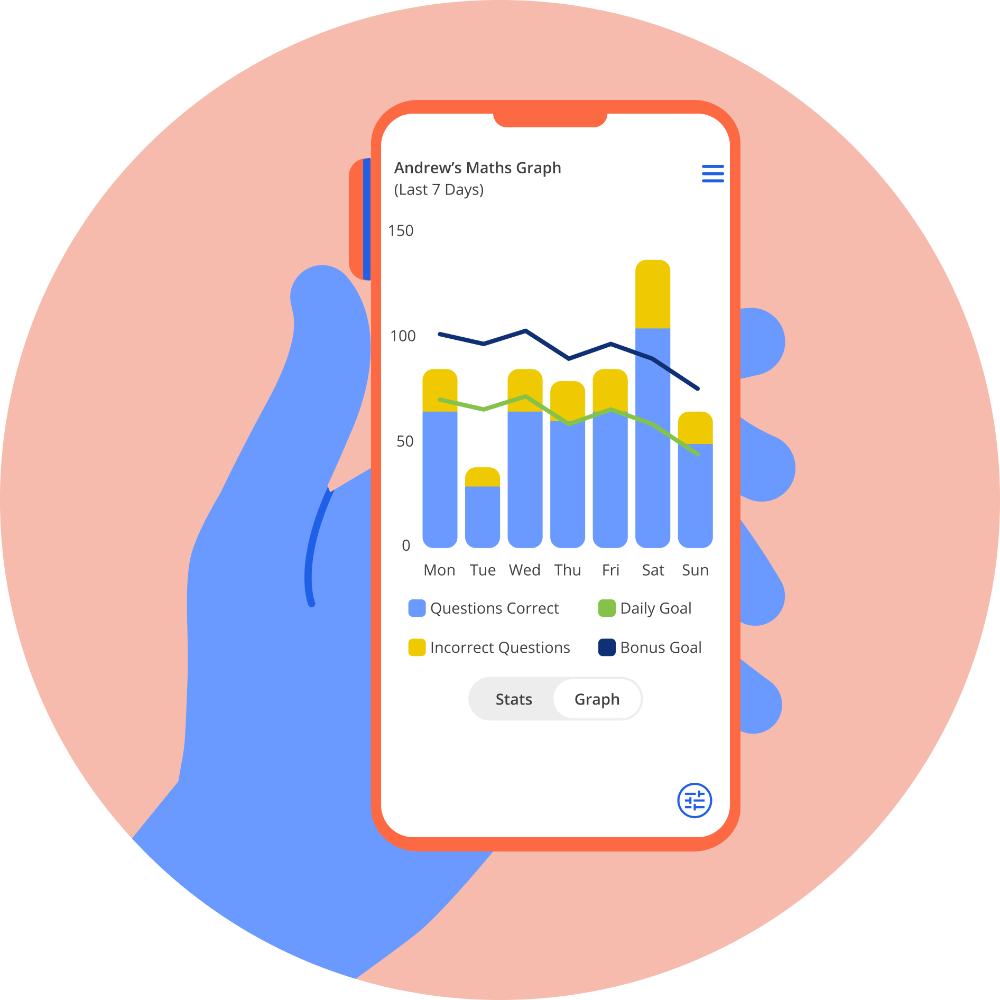 Andrew’s Maths Graph
(Last 7 Days)
150
100
50
0
Mon Tue Wed Thu Fri Sat Sun
Questions Correct Daily Goal
Incorrect Questions Bonus Goal
Stats Graph